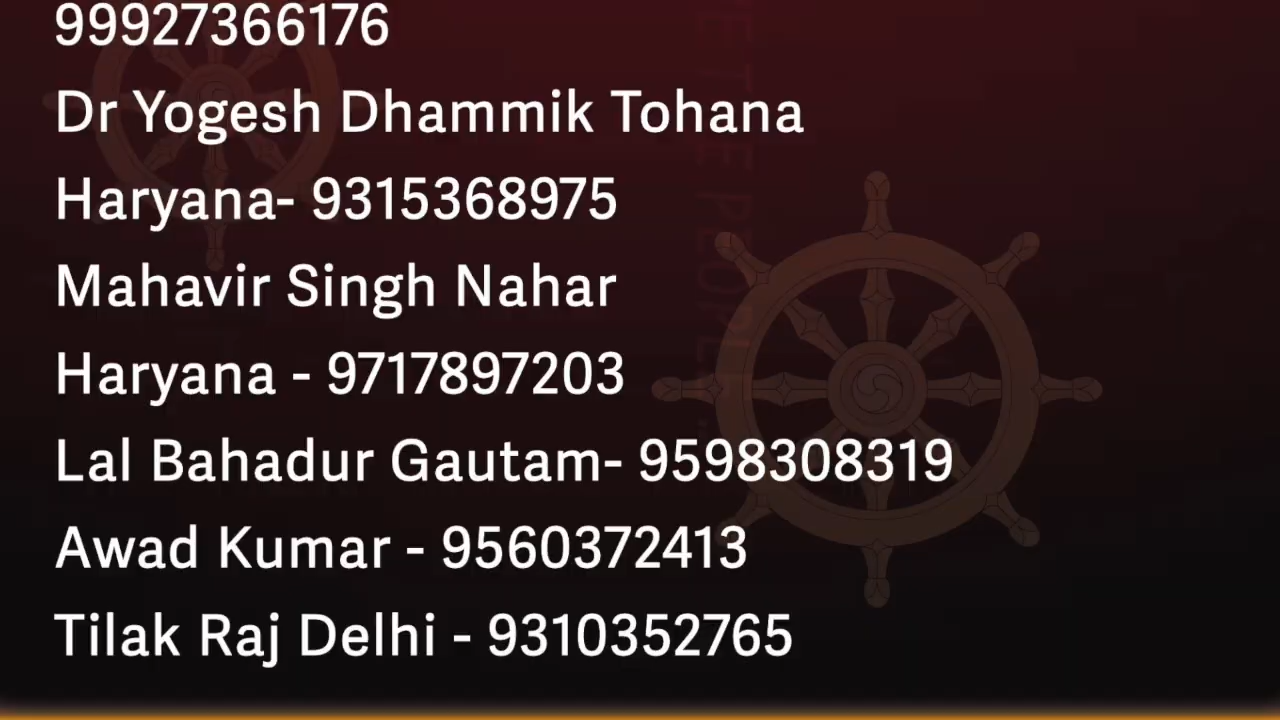 99927366176
Dr Yogesh Dhammik Tohana
Haryana- 9315368975
Mahavir Singh Nahar
Haryana - 9717897203
Lal Bahadur Gautam- 9598308319
Awad Kumar - 9560372413
Tilak Raj Delhi - 9310352765